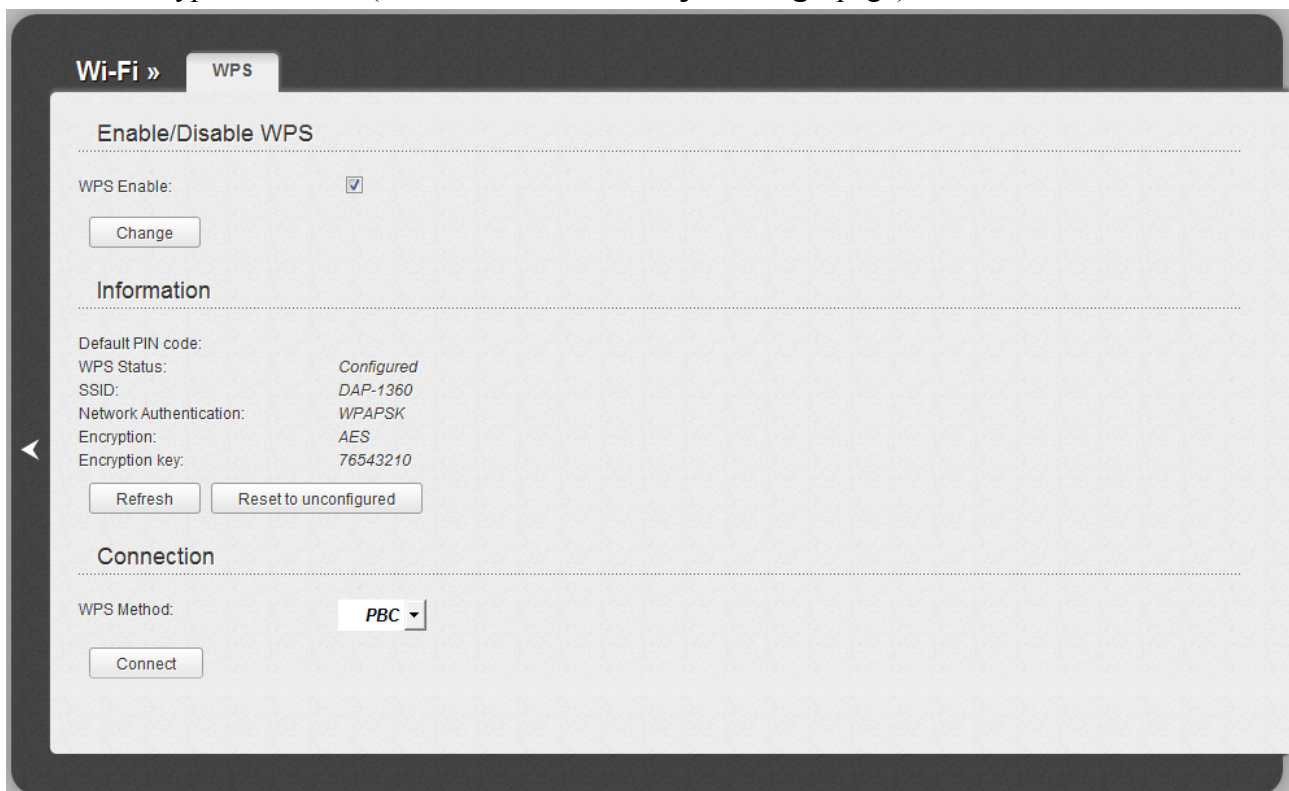 Wi-Fi » WPS
Enable/Disable WPS
WPS Enable:
Change
Information
Default PIN code:
WPS Status: Configured
SSID: DAP-1360
Network Authentication: WPAPSK
Encryption: AES
Encryption key: 76543210
Refresh Reset to unconfigured
Connection
WPS Method: PBC
Connect